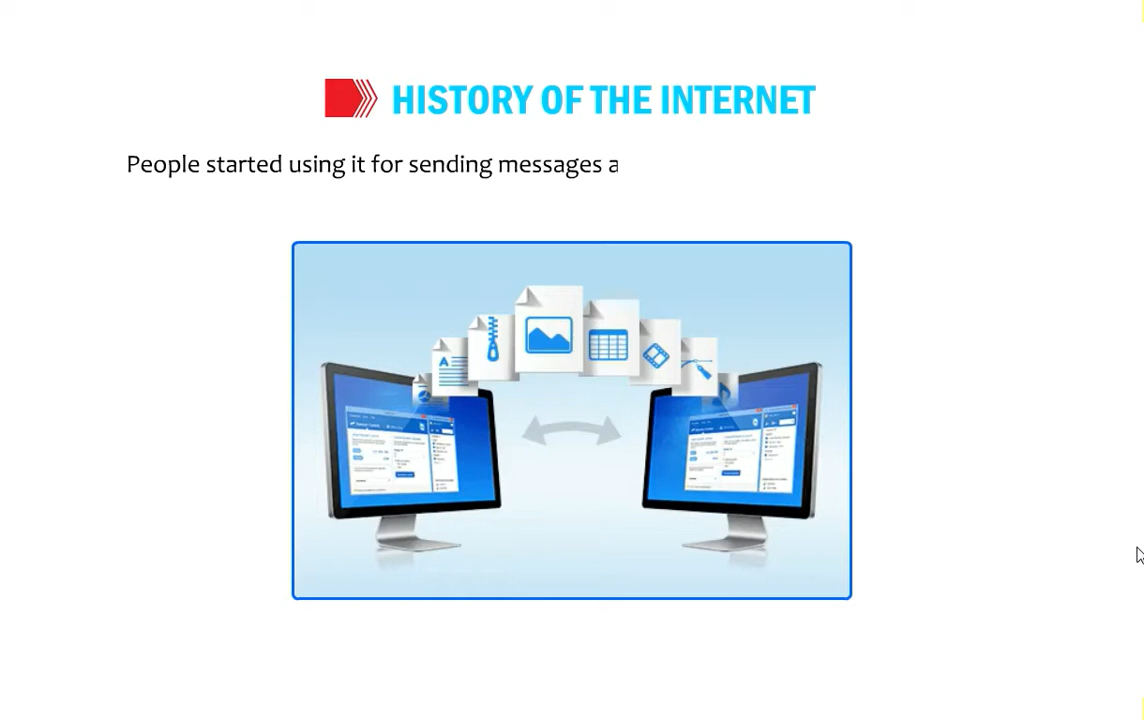 HISTORY OF THE INTERNET
People started using it for sending messages a
A